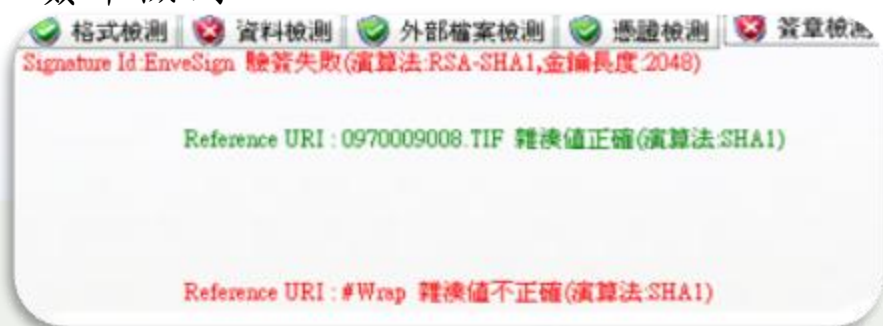 格式檢測 資料檢測 外部檔案檢測 憑證檢測 簽章檢測
Signature Id:EnveSign 驗簽失敗(演算法:RSA-SHA1,金鑰長度:2048)
Reference URI : 0970009008.TIF 雜湊值正確(演算法:SHA1)
Reference URI : #Wrap 雜湊值不正確(演算法:SHA1)